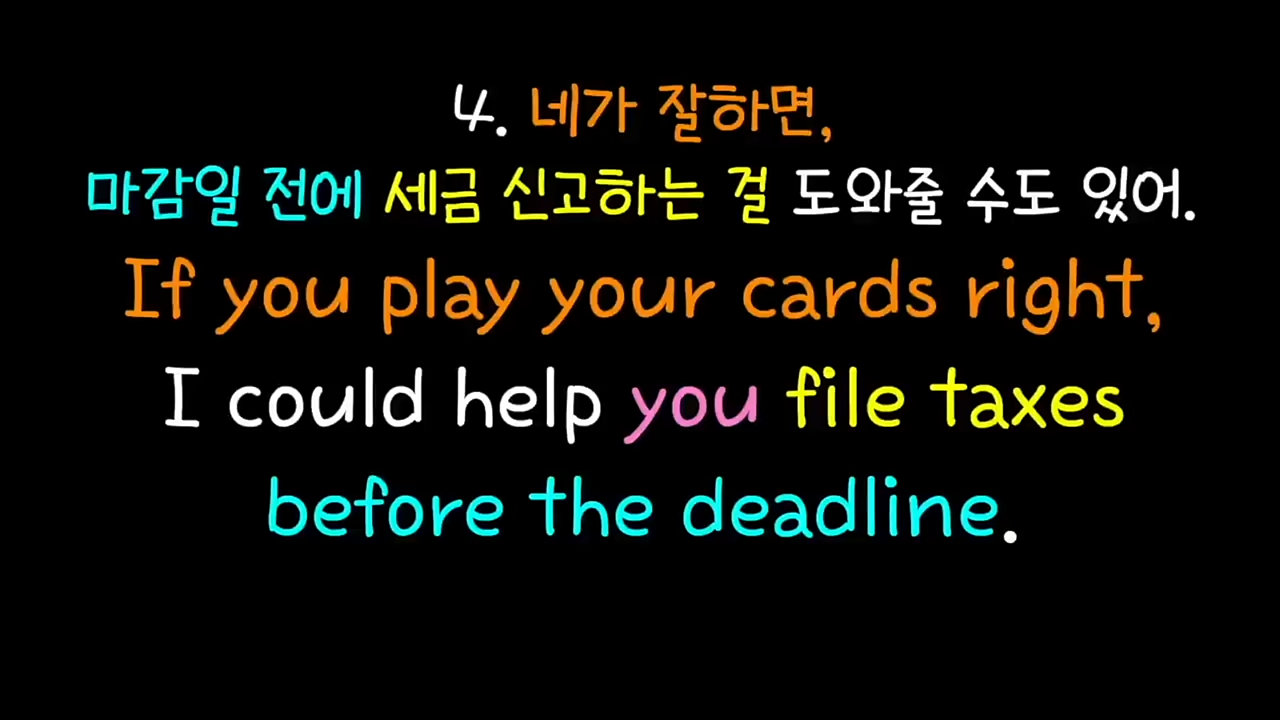 4. 네가 잘하면,
마감일 전에 세금 신고하는 걸 도와줄 수도 있어.
If you play your cards right,
I could help you file taxes
before the deadline.